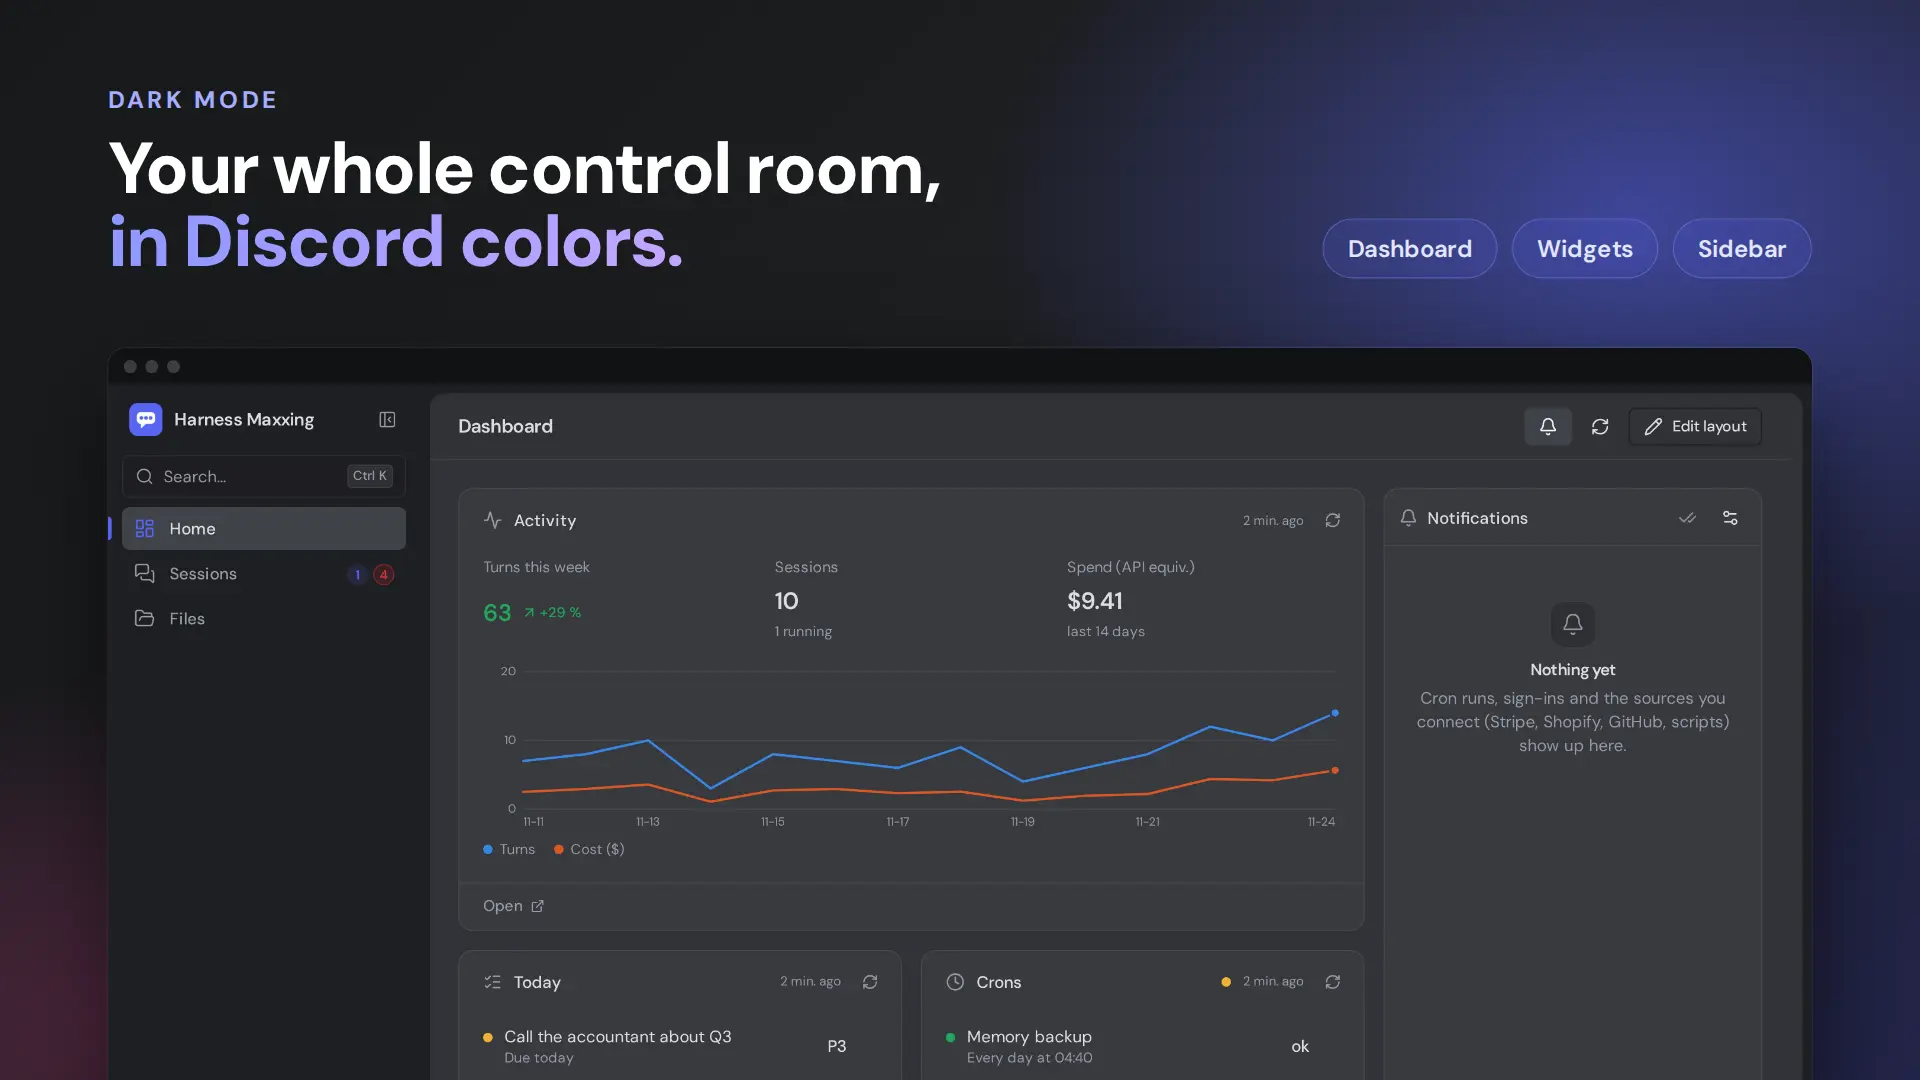 DARK MODE
Your whole control room,
in Discord colors.
Dashboard
Widgets
Sidebar
Harness Maxxing
Search...
Ctrl K
Home
Sessions
1
4
Files
Dashboard
Edit layout
Activity
2 min. ago
Turns this week
63
+29 %
Sessions
10
1 running
Spend (API equiv.)
$9.41
last 14 days
20
10
0
11-11
11-13
11-15
11-17
11-19
11-21
11-24
Turns
Cost ($)
Open
Notifications
Nothing yet
Cron runs, sign-ins and the sources you
connect (Stripe, Shopify, GitHub, scripts)
show up here.
Today
2 min. ago
Call the accountant about Q3
Due today
P3
Crons
2 min. ago
Memory backup
Every day at 04:40
ok